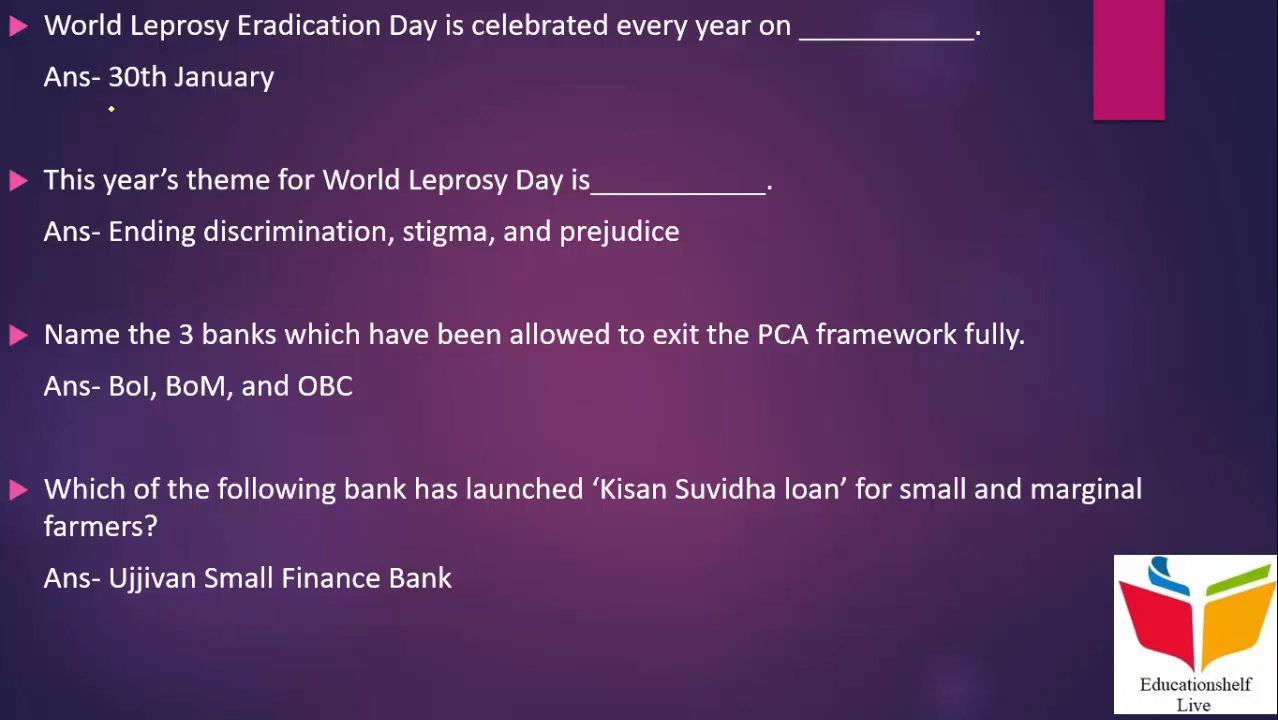 World Leprosy Eradication Day is celebrated every year on ____________.
Ans- 30th January
This year’s theme for World Leprosy Day is____________.
Ans- Ending discrimination, stigma, and prejudice
Name the 3 banks which have been allowed to exit the PCA framework fully.
Ans- BoI, BoM, and OBC
Which of the following bank has launched ‘Kisan Suvidha loan’ for small and marginal
farmers?
Ans- Ujjivan Small Finance Bank
Educationshelf
Live